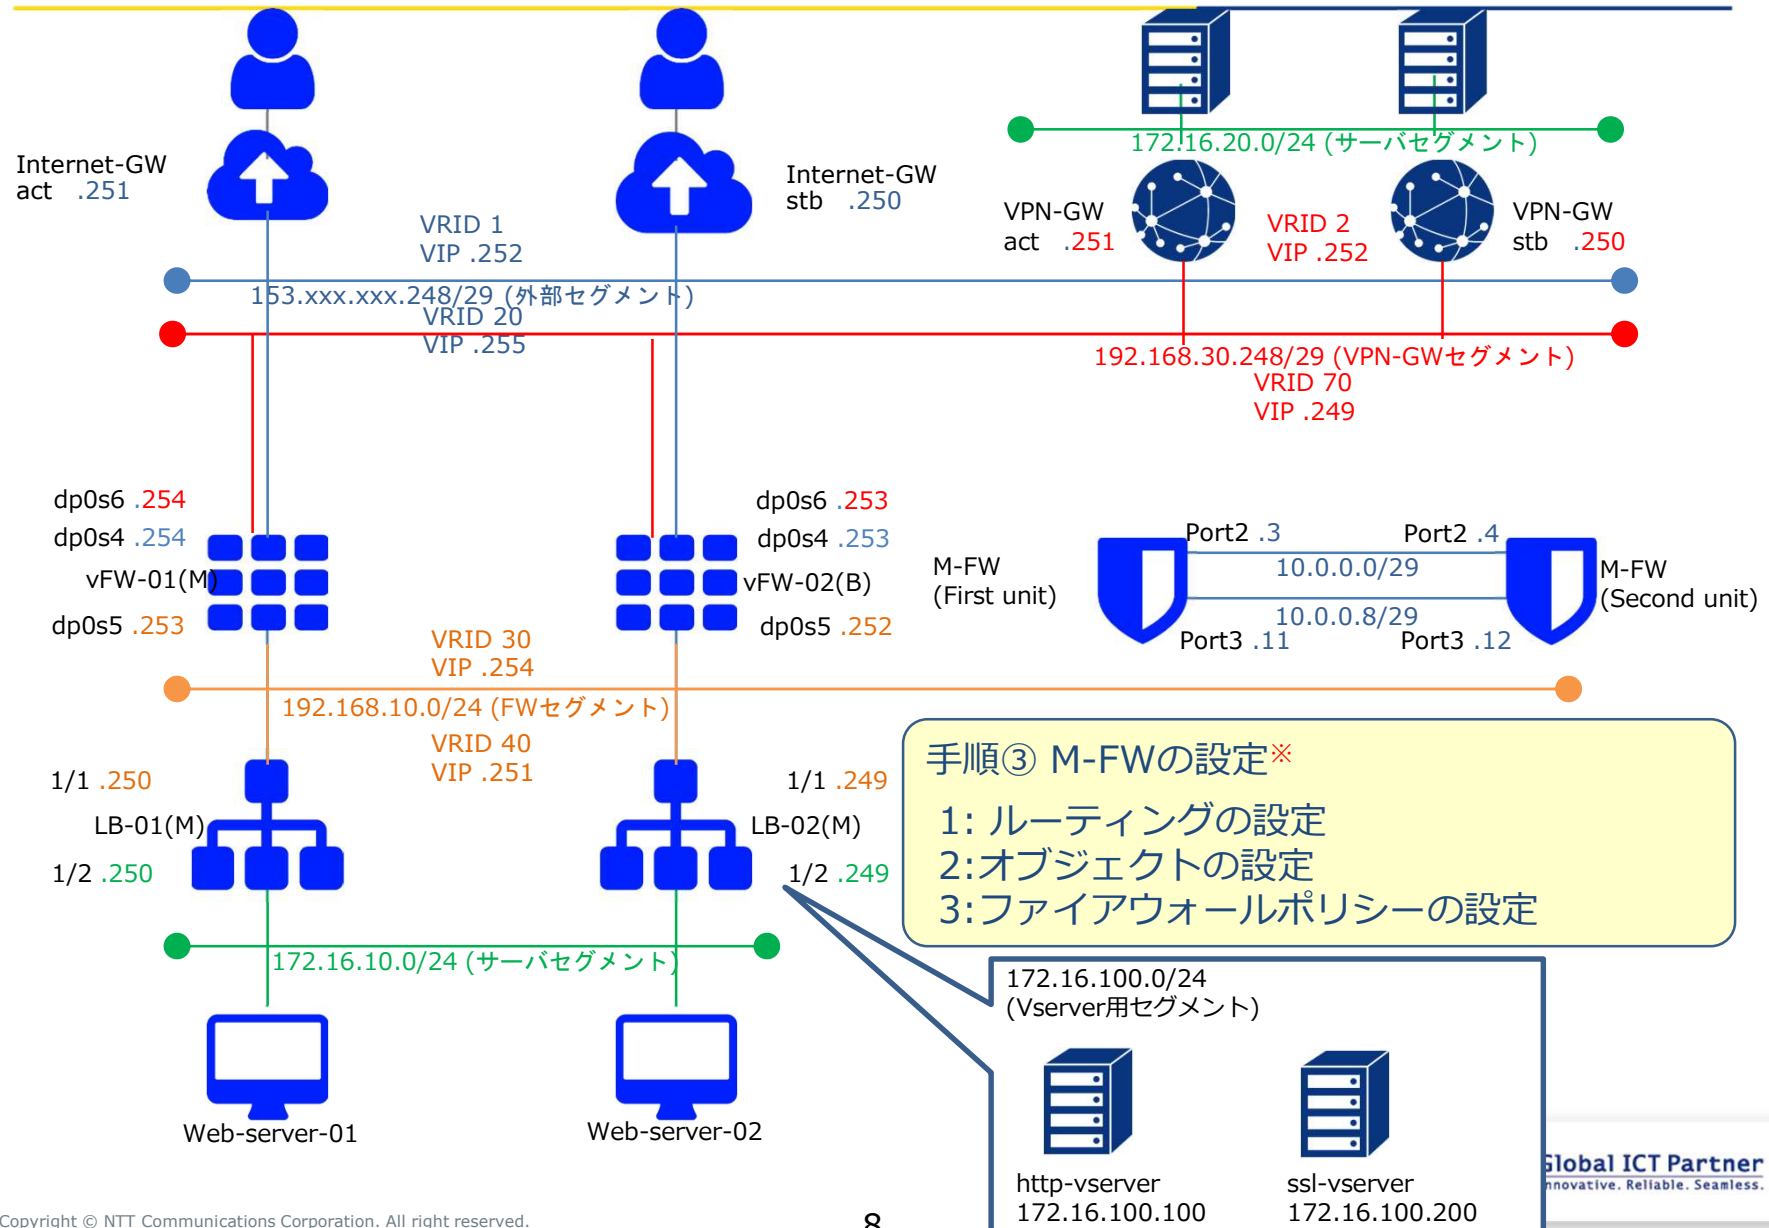 172.16.20.0/24 (サーバセグメント)
Internet-GW
act .251
Internet-GW
stb .250
VPN-GW
act .251
VRID 2
VIP .252
VPN-GW
stb .250
VRID 1
VIP .252
153.xxx.xxx.248/29 (外部セグメント)
VRID 20
VIP .255
192.168.30.248/29 (VPN-GWセグメント)
VRID 70
VIP .249
dp0s6 .254
dp0s4 .254
vFW-01(M)
dp0s5 .253
dp0s6 .253
dp0s4 .253
vFW-02(B)
dp0s5 .252
M-FW
(First unit)
Port2 .3
Port2 .4
10.0.0.0/29
10.0.0.8/29
Port3 .11
Port3 .12
M-FW
(Second unit)
VRID 30
VIP .254
192.168.10.0/24 (FWセグメント)
VRID 40
VIP .251
1/1 .250
LB-01(M)
1/2 .250
1/1 .249
LB-02(M)
1/2 .249
手順③ M-FWの設定※
1: ルーティングの設定
2:オブジェクトの設定
3:ファイアウォールポリシーの設定
172.16.10.0/24 (サーバセグメント)
172.16.100.0/24
(Vserver用セグメント)
Web-server-01
Web-server-02
http-vserver
172.16.100.100
ssl-vserver
172.16.100.200
Global ICT Partner
Innovative. Reliable. Seamless.
Copyright © NTT Communications Corporation. All right reserved.
8